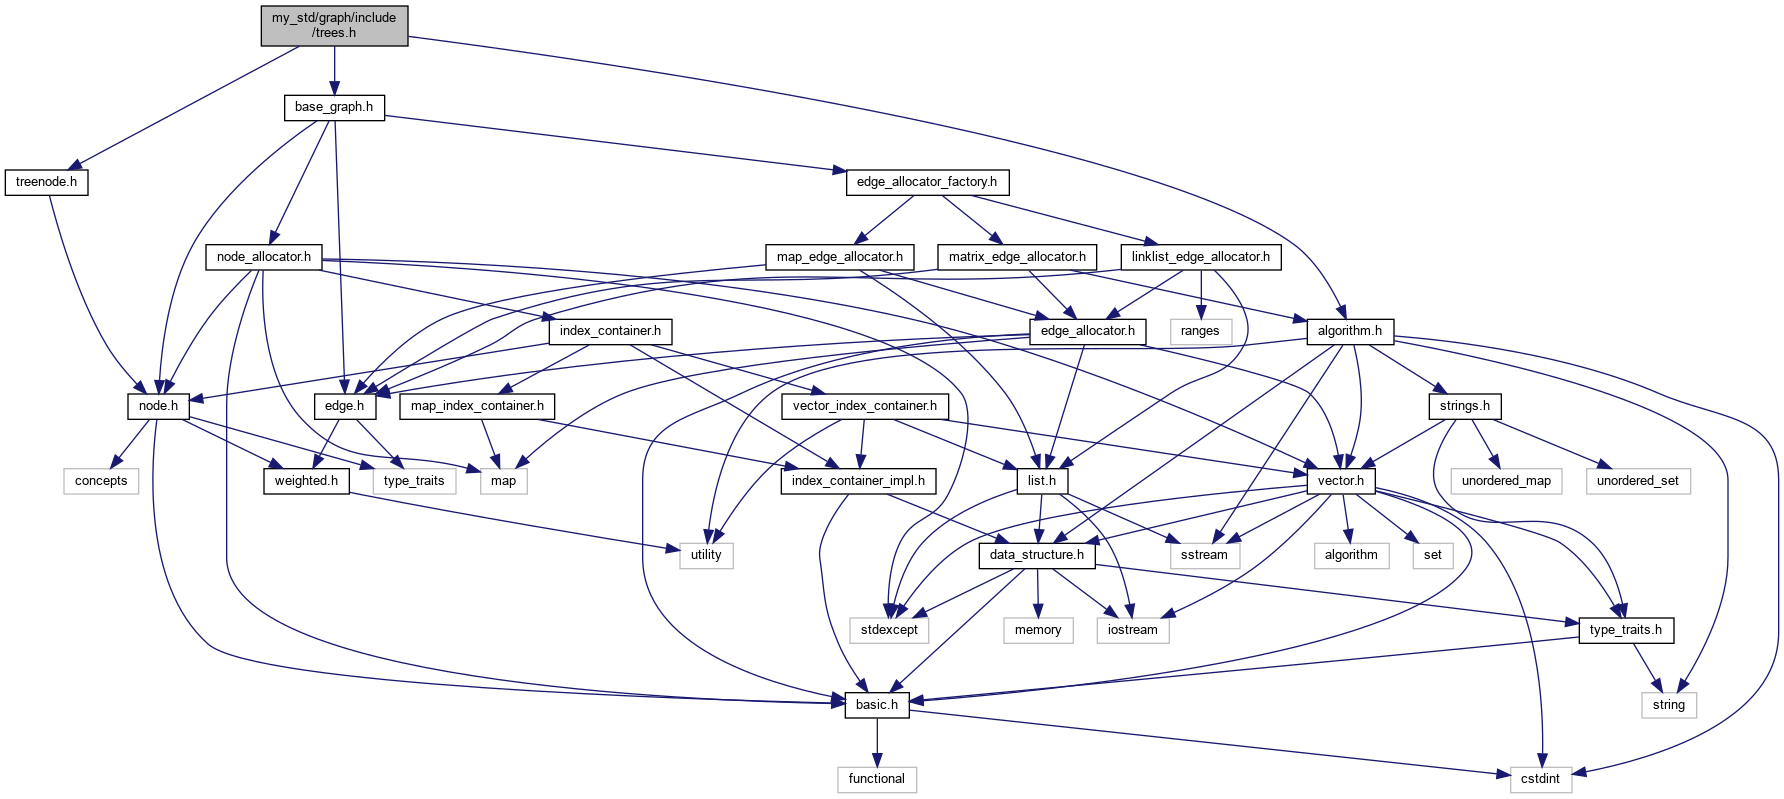 my_std/graph/include
/trees.h
base_graph.h
treenode.h
edge_allocator_factory.h
node_allocator.h
map_edge_allocator.h
matrix_edge_allocator.h
linklist_edge_allocator.h
index_container.h
edge_allocator.h
ranges
algorithm.h
node.h
edge.h
map_index_container.h
vector_index_container.h
strings.h
concepts
weighted.h
type_traits
map
index_container_impl.h
list.h
vector.h
unordered_map
unordered_set
utility
data_structure.h
sstream
algorithm
set
stdexcept
memory
iostream
type_traits.h
basic.h
string
functional
cstdint